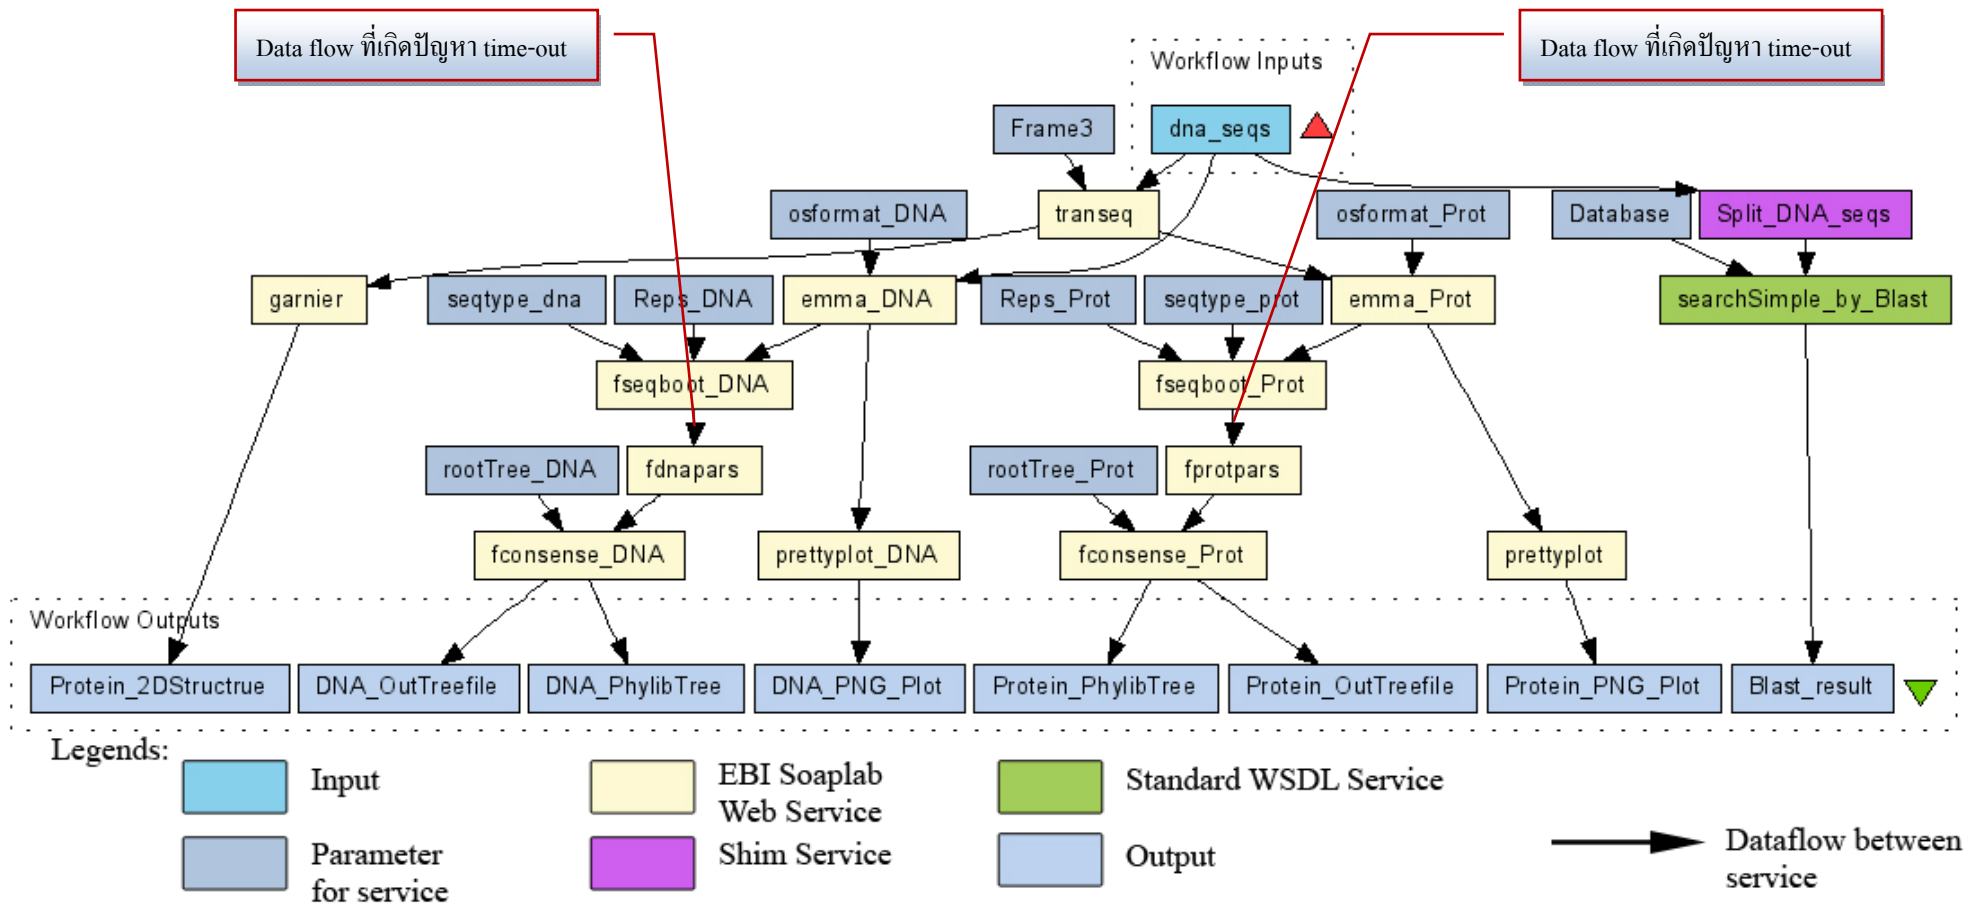 Data flow ที่เกิดปัญหา time-out
Data flow ที่เกิดปัญหา time-out
Workflow Inputs
Frame3
dna_seqs
osformat_DNA
transeq
osformat_Prot
Database
Split_DNA_seqs
garnier
seqtype_dna
Reps_DNA
emma_DNA
Reps_Prot
seqtype_prot
emma_Prot
searchSimple_by_Blast
fseqboot_DNA
fseqboot_Prot
rootTree_DNA
fdnapars
rootTree_Prot
fprotpars
fconsense_DNA
prettyplot_DNA
fconsense_Prot
prettyplot
Workflow Outputs
Protein_2DStructrue
DNA_OutTreefile
DNA_PhylibTree
DNA_PNG_Plot
Protein_PhylibTree
Protein_OutTreefile
Protein_PNG_Plot
Blast_result
Legends:
Input
EBI Soaplab
Web Service
Standard WSDL Service
Parameter
for service
Shim Service
Output
Dataflow between
service